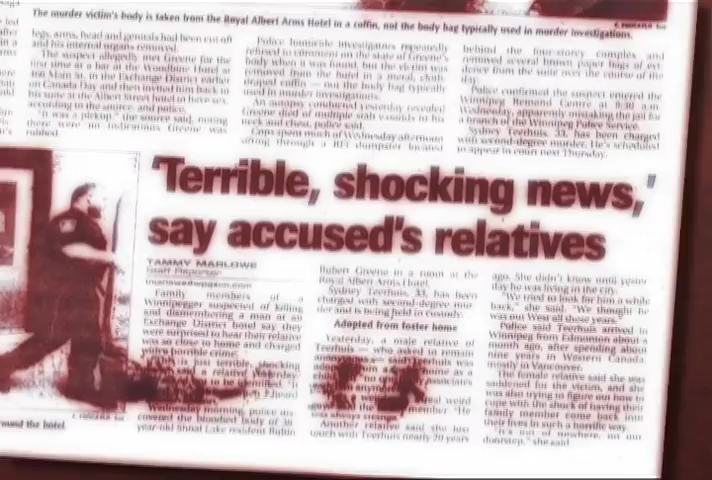 The murder victim's body is taken from the Royal Albert Arms Hotel in a coffin, not the body bag typically used in murder investigations.
legs, arms, head and genitals had been cut off
and his internal organs removed.
The suspect allegedly met Greene for the
first time at a bar at the Woodbine Hotel at
466 Main St. in the Exchange District earlier
on Canada Day and then invited him back to
his suite at the Albert Street hotel to have sex,
according to the source and police.
"It was a pickup," the source said, noting
there were no indications Greene was
robbed.
Police homicide investigators repeatedly
refused to comment on the state of Greene's
body when it was found, but the victim was
removed from the hotel in a metal, cloth-
draped coffin — not the body bag typically
used in murder investigations.
An autopsy conducted yesterday revealed
Greene died of multiple stab wounds to his
neck and chest, police said.
Cops spent much of Wednesday afternoon
going through a BFI dumpster located
behind the four-storey complex and
removed several brown paper bags of evi-
dence from the suite over the course of the
day.
Police confirmed the suspect entered the
Winnipeg Remand Centre at 9:30 a.m.
Wednesday, apparently mistaking the jail for
a branch of the Winnipeg Police Service.
Sydney Teerhuis, 33, has been charged
with second-degree murder. He's scheduled
to appear in court next Thursday.
'Terrible, shocking news,'
say accused's relatives
TAMMY MARLOWE
Staff Reporter
Family members of a
Winnipegger suspected of killing
and dismembering a man at an
Exchange District hotel say they
were surprised to hear their relative
was so close to home and charged
with a horrible crime.
Wednesday morning, police dis-
covered the bloodied body of 38-
year-old Shoal Lake resident Robin
Robert Greene in a room at the
Royal Albert Arms Hotel.
Sydney Teerhuis, 33, has been
charged with second-degree mur-
der and is being held in custody.
Adopted from foster home
Yesterday, a male relative of
Teerhuis — who asked to remain
Another relative said she lost
touch with Teerhuis nearly 20 years
ago. She didn't know until yester-
day he was living in the city.
"We tried to look for him a while
back," she said. "We thought he
was out West all these years."
Police said Teerhuis arrived in
Winnipeg from Edmonton about a
month ago, after spending about
nine years in Western Canada,
mostly in Vancouver.
The female relative said she was
saddened for the victim, and she
was also trying to figure out how to
cope with the shock of having their
family member come back into
their lives in such a horrific way.
"It's out of nowhere, on our
doorstep," she said.